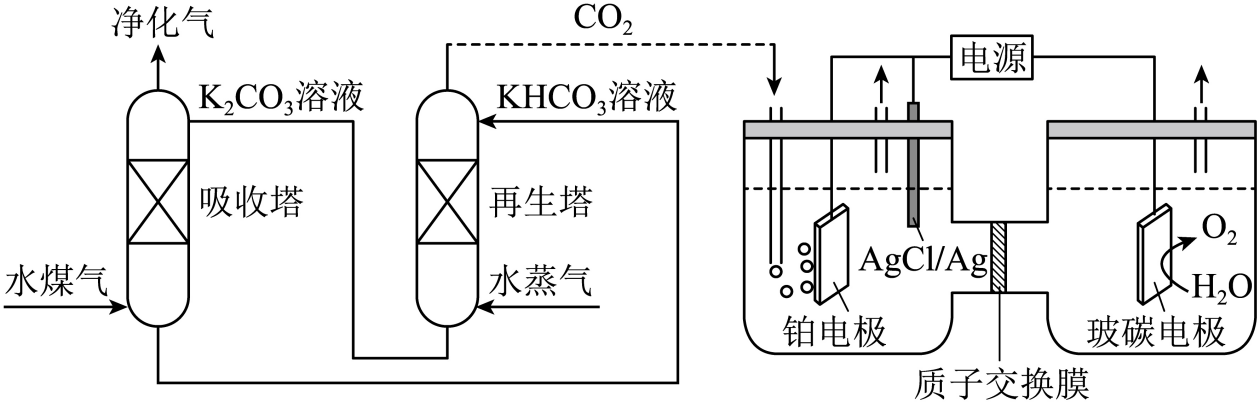 净化气
CO₂
K₂CO₃溶液
KHCO₃溶液
电源
吸收塔
再生塔
水煤气
水蒸气
AgCl/Ag
O₂
H₂O
铂电极
玻碳电极
质子交换膜